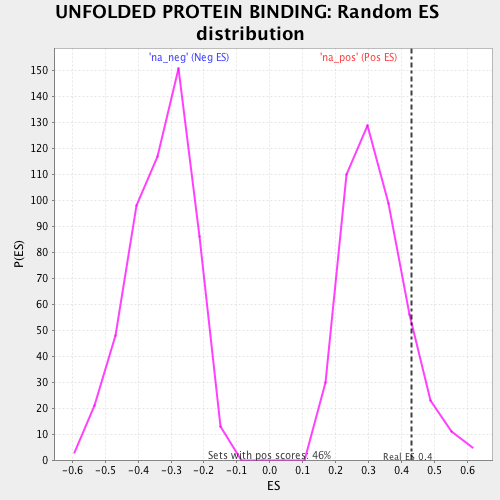 UNFOLDED PROTEIN BINDING: Random ES
distribution
'na_neg' (Neg ES)
'na_pos' (Pos ES)
150
140
130
120
110
100
90
80
70
60
50
40
30
20
10
0
P(ES)
Sets with pos scores: 46%
Real ES 0.4
-0.6 -0.5 -0.4 -0.3 -0.2 -0.1 0.0 0.1 0.2 0.3 0.4 0.5 0.6
ES